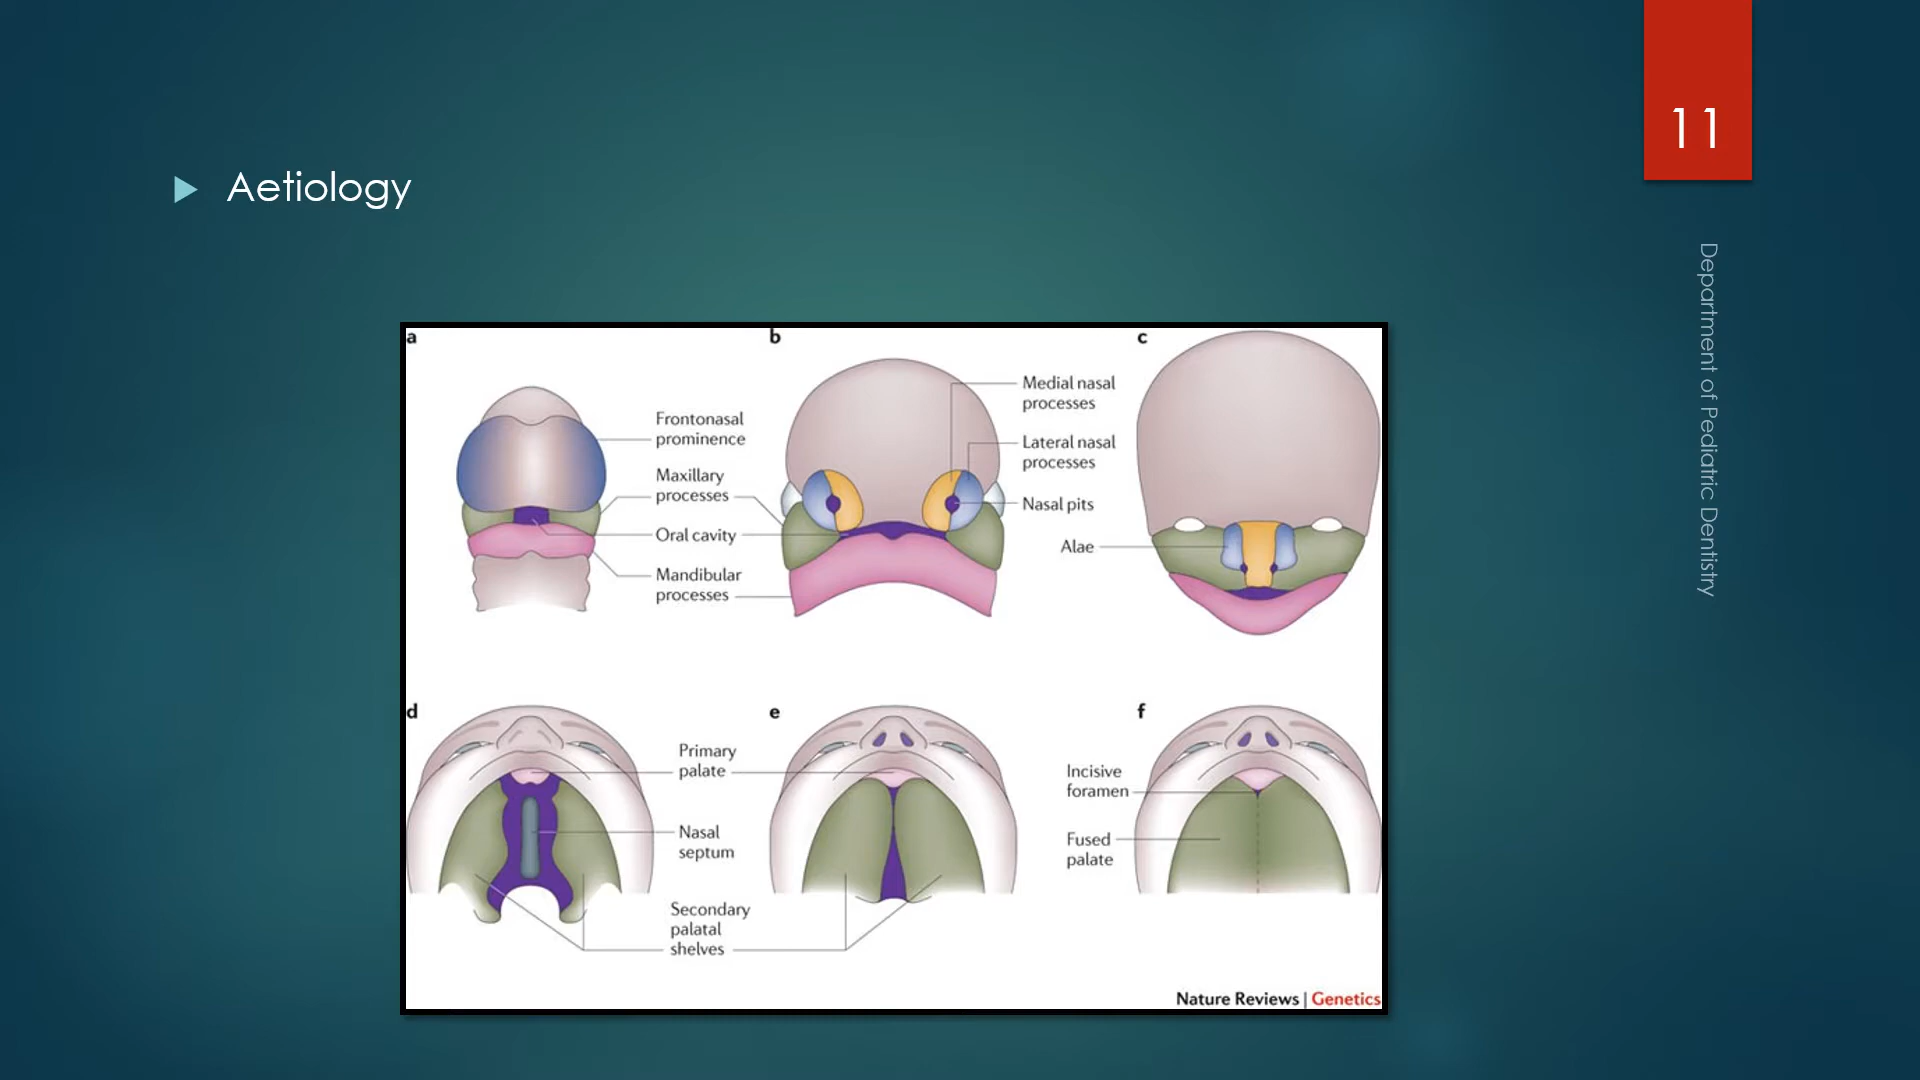 11
Aetiology
Department of Pediatric Dentistry
a
b
c
Frontonasal
prominence
Maxillary
processes
Oral cavity
Mandibular
processes
Medial nasal
processes
Lateral nasal
processes
Nasal pits
Alae
d
e
f
Primary
palate
Nasal
septum
Secondary
palatal
shelves
Incisive
foramen
Fused
palate
Nature Reviews | Genetics